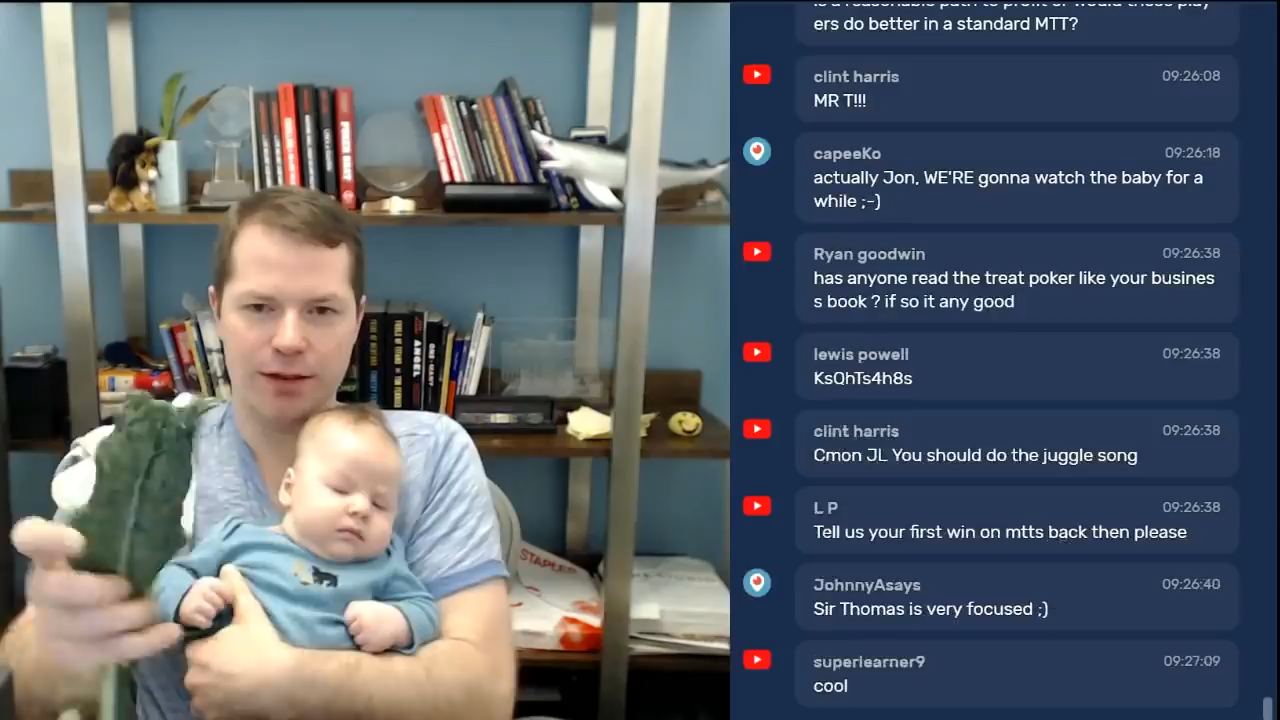 ers do better in a standard MTT?
clint harris
09:26:08
MR T!!!
capeeKo
09:26:18
actually Jon, WE'RE gonna watch the baby for a
while ;-)
Ryan goodwin
09:26:38
has anyone read the treat poker like your busines
s book ? if so it any good
lewis powell
09:26:38
KsQhTs4h8s
clint harris
09:26:38
Cmon JL You should do the juggle song
L P
09:26:38
Tell us your first win on mtts back then please
JohnnyAsays
09:26:40
Sir Thomas is very focused ;)
superlearner9
09:27:09
cool
STAPLES
ANGEL